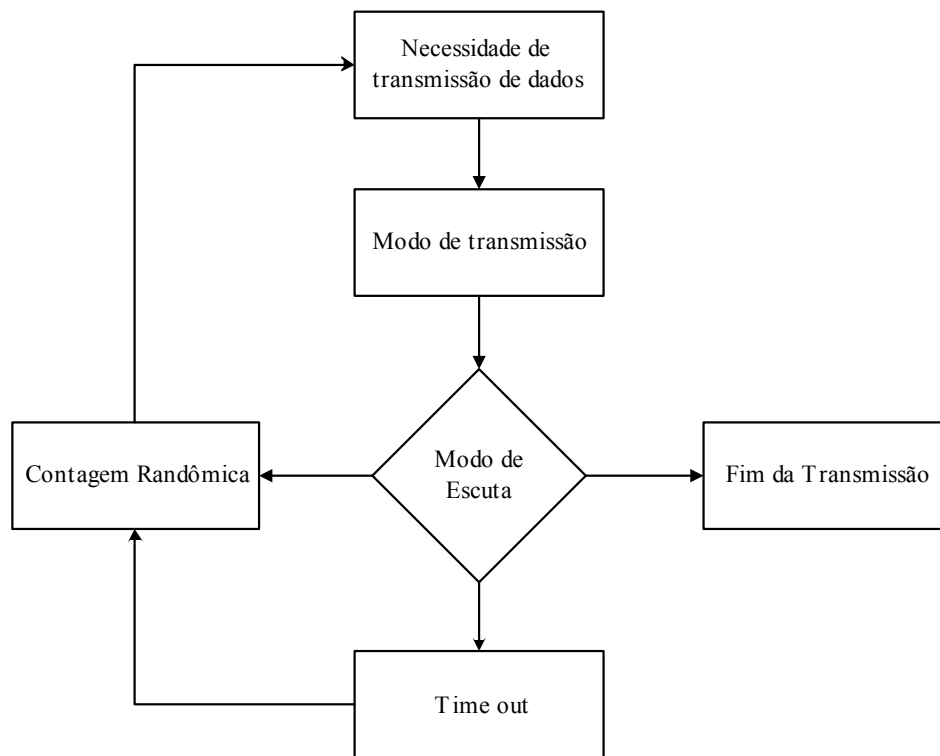 Necessidade de
transmissão de dados
Modo de transmissão
Contagem Randômica
Modo de
Escuta
Fim da Transmissão
Time out